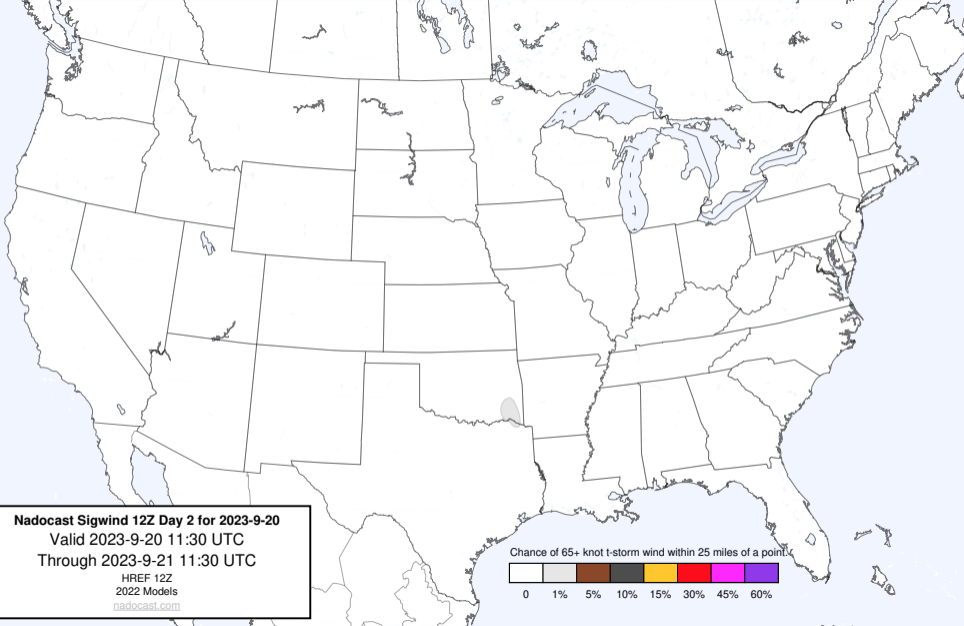 Nadocast Sigwind 12Z Day 2 for 2023-9-20
Valid 2023-9-20 11:30 UTC
Through 2023-9-21 11:30 UTC
HREF 12Z
2022 Models
nadocast.com
Chance of 65+ knot t-storm wind within 25 miles of a point.
0 1% 5% 10% 15% 30% 45% 60%